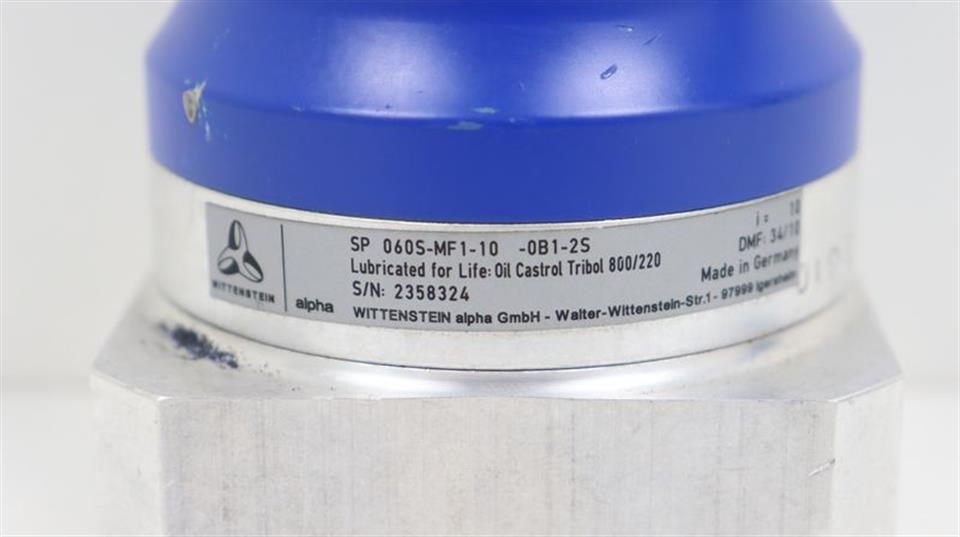 WITTENSTEIN
alpha
SP 060S-MF1-10 -0B1-2S
Lubricated for Life: Oil Castrol Tribol 800/220
S/N: 2358324
WITTENSTEIN alpha GmbH - Walter-Wittenstein-Str.1 - 97999 Igersheim
i = 10
DMF: 34/10
Made in Germany